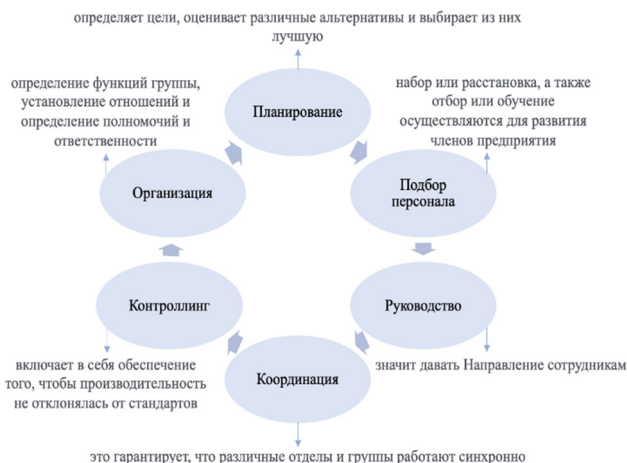 определяет цели, оценивает различные альтернативы и выбирает из них
лучшую
определение функций группы,
установление отношений и
определение полномочий и
ответственности
Планирование
набор или расстановка, а также
отбор или обучение
осуществляются для развития
членов предприятия
Организация
Подбор
персонала
Контроллинг
Руководство
включает в себя обеспечение
того, чтобы производительность
не отклонялась от стандартов
Координация
значит давать Направление сотрудникам
это гарантирует, что различные отделы и группы работают синхронно